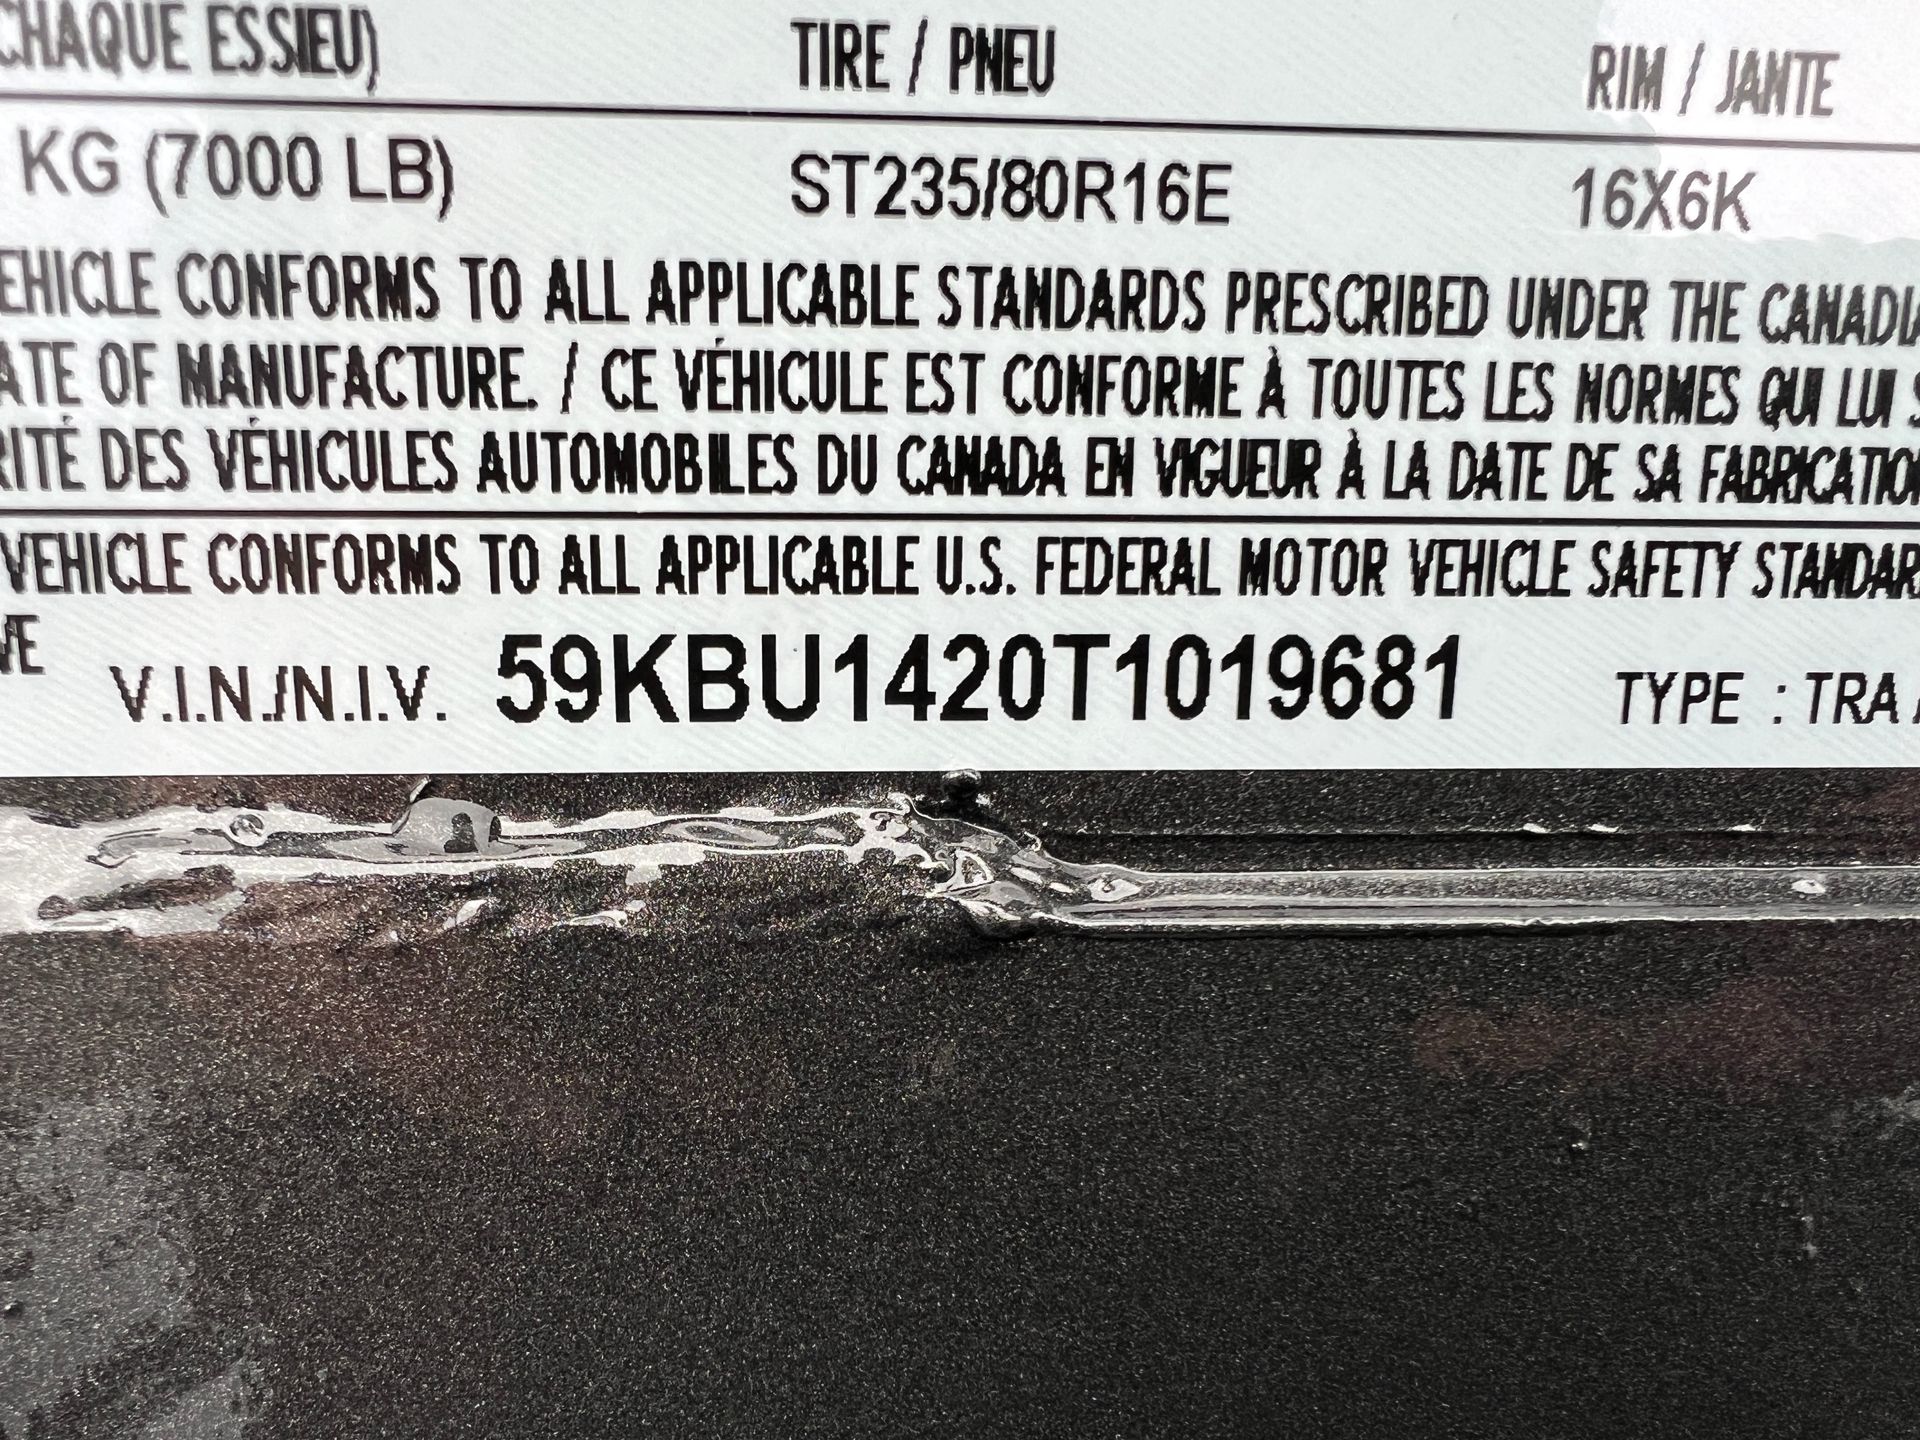 CHAQUE ESSIEU) TIRE / PNEU RIM / JANTE
KG (7000 LB) ST235/80R16E 16X6K
EHICLE CONFORMS TO ALL APPLICABLE STANDARDS PRESCRIBED UNDER THE CANADIA
ATE OF MANUFACTURE. / CE VÉHICULE EST CONFORME À TOUTES LES NORMES QUI LUI S
RITÉ DES VÉHICULES AUTOMOBILES DU CANADA EN VIGUEUR À LA DATE DE SA FABRICATION
VEHICLE CONFORMS TO ALL APPLICABLE U.S. FEDERAL MOTOR VEHICLE SAFETY STANDAR
VE V.I.N./N.I.V. 59KBU1420T1019681 TYPE : TRA